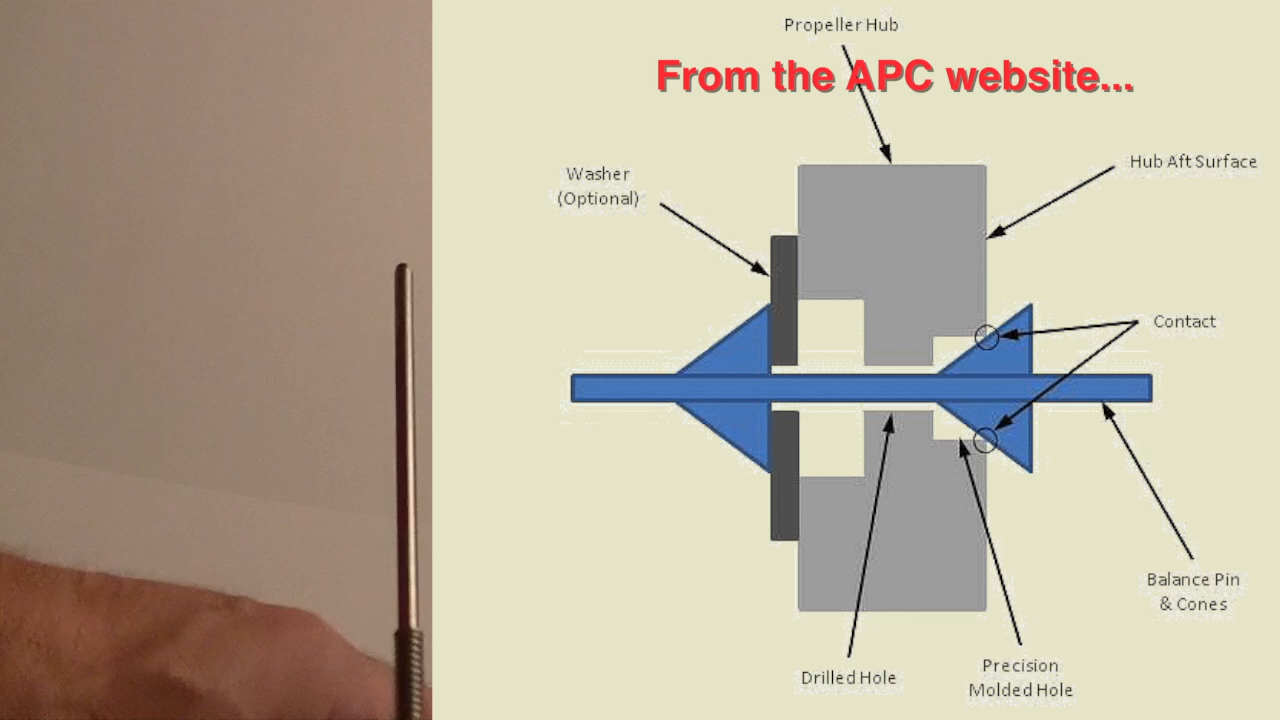 Propeller Hub
From the APC website...
Hub Aft Surface
Washer
(Optional)
Contact
Balance Pin
& Cones
Drilled Hole
Precision
Molded Hole